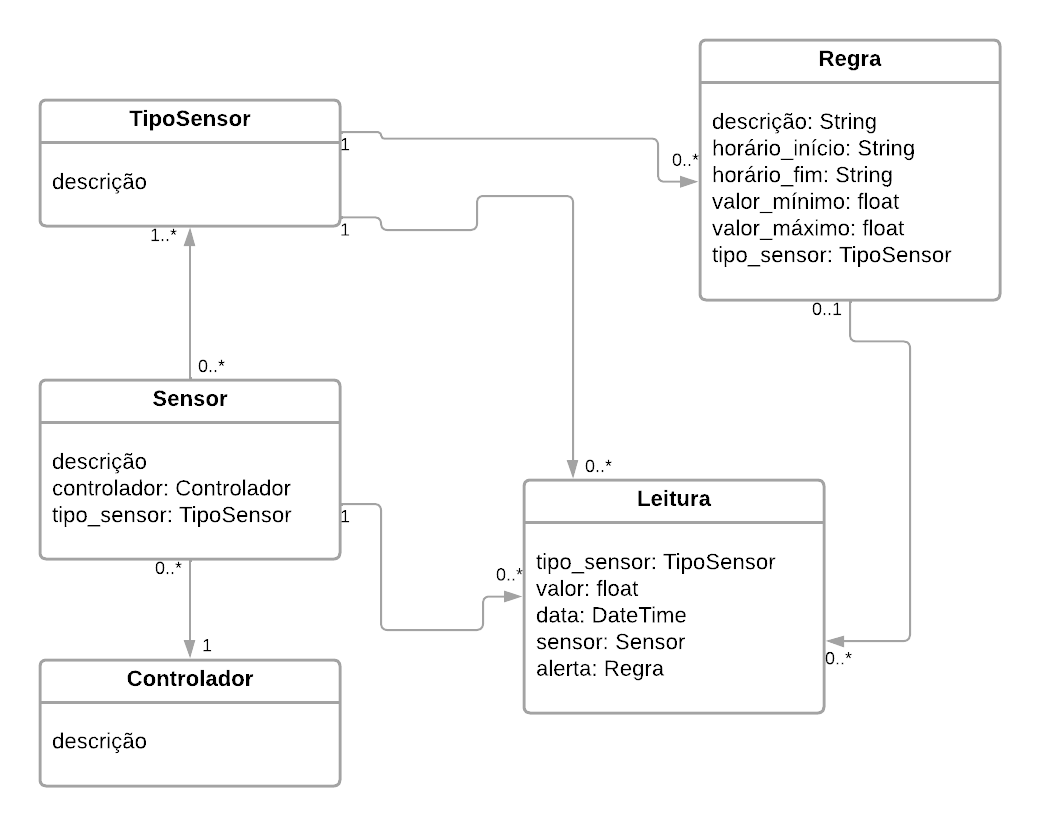 Regra
descrição: String
horário_início: String
horário_fim: String
valor_mínimo: float
valor_máximo: float
tipo_sensor: TipoSensor
TipoSensor
descrição
1
0..*
1
1..*
0..*
0..1
Sensor
descrição
controlador: Controlador
tipo_sensor: TipoSensor
1
0..*
0..*
0..*
1
Leitura
tipo_sensor: TipoSensor
valor: float
data: DateTime
sensor: Sensor
alerta: Regra
0..*
Controlador
descrição